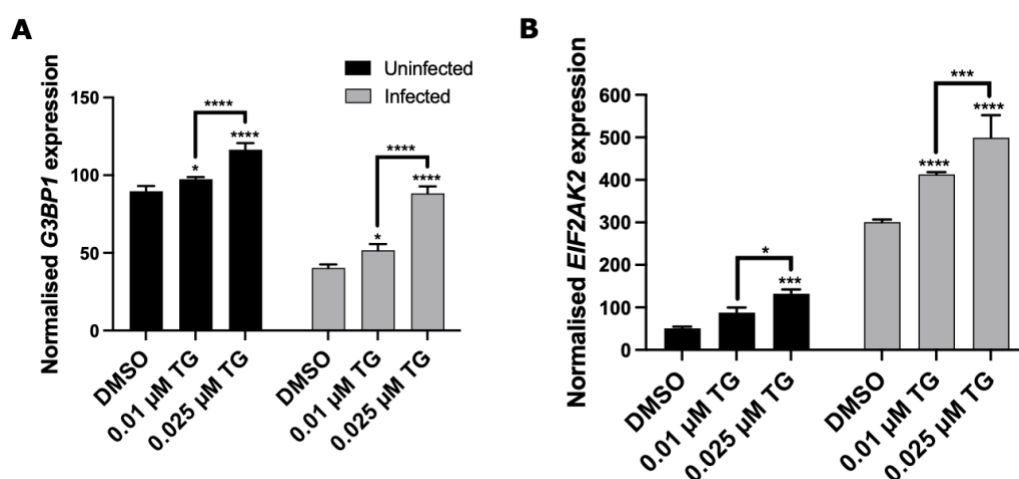 A
Normalised G3BP1 expression
150
100
50
0
Uninfected
Infected
****
*
****
****
*
****
DMSO
0.01 µM TG
0.025 µM TG
DMSO
0.01 µM TG
0.025 µM TG
B
Normalised EIF2AK2 expression
600
500
400
300
200
100
0
*
***
***
****
****
DMSO
0.01 µM TG
0.025 µM TG
DMSO
0.01 µM TG
0.025 µM TG